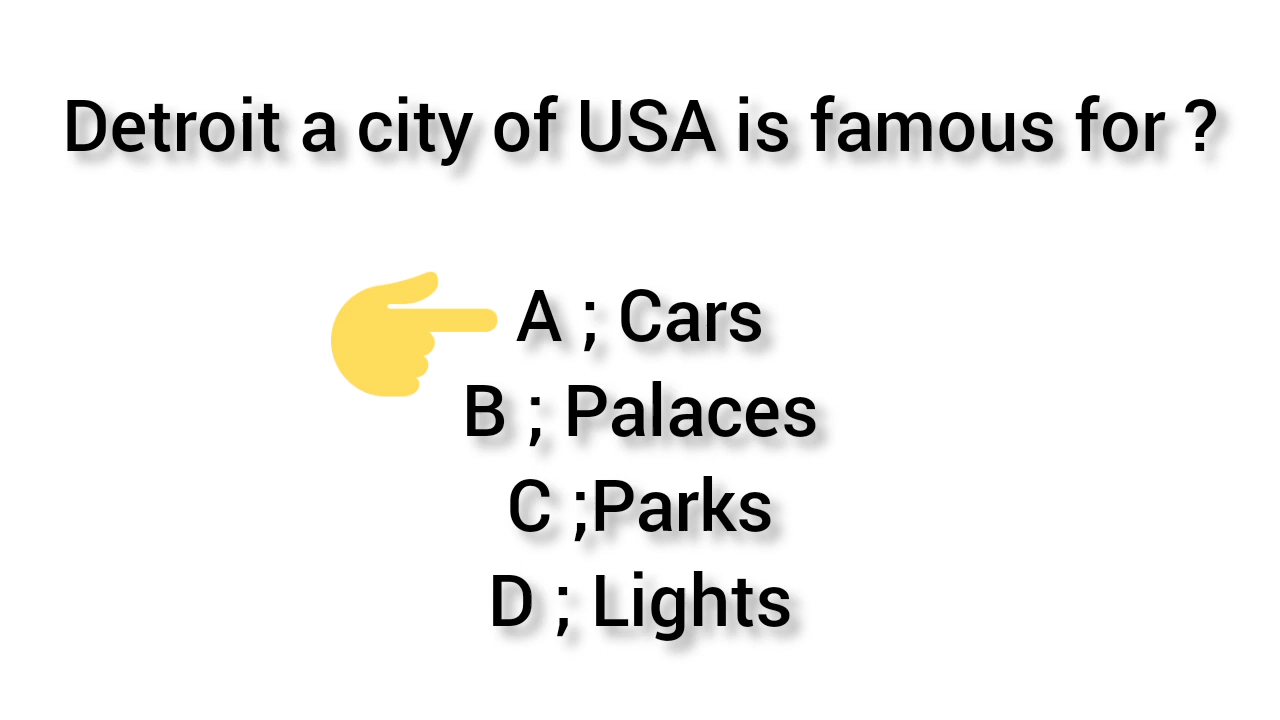 Detroit a city of USA is famous for ?
A ; Cars
B ; Palaces
C ;Parks
D ; Lights